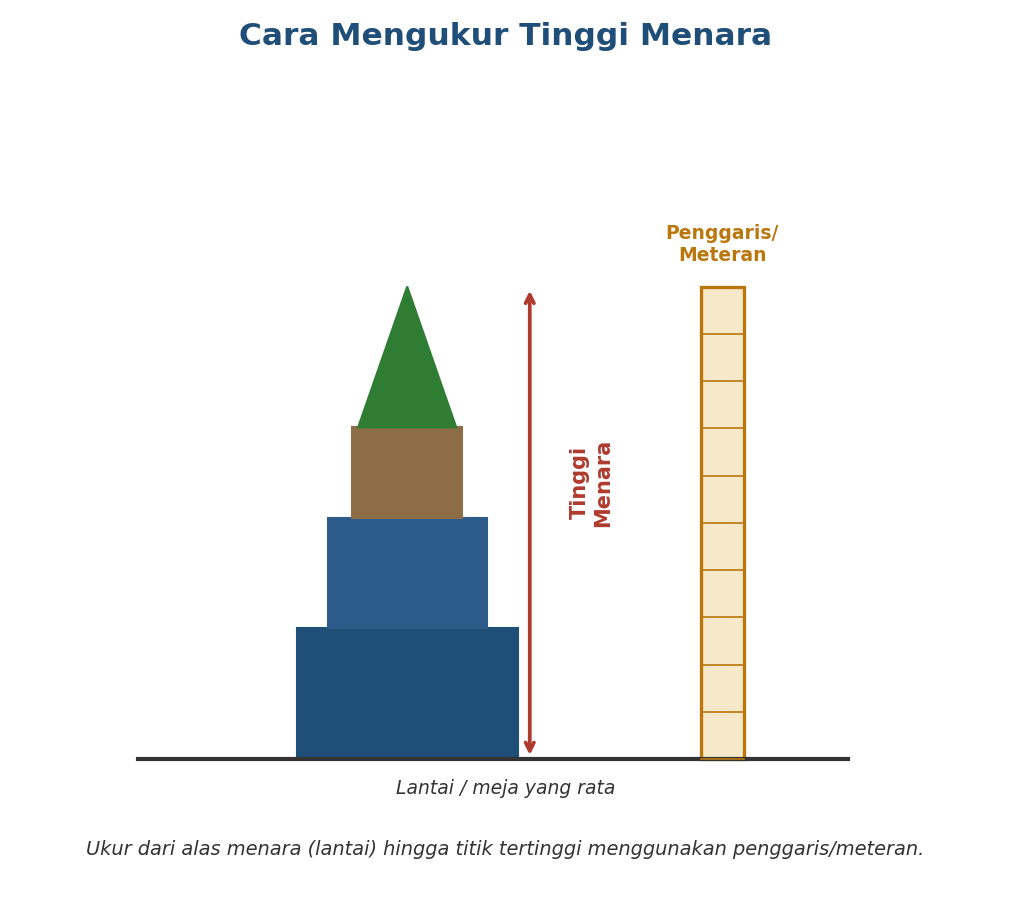 Cara Mengukur Tinggi Menara
Penggaris/
Meteran
Tinggi
Menara
Lantai / meja yang rata
Ukur dari alas menara (lantai) hingga titik tertinggi menggunakan penggaris/meteran.